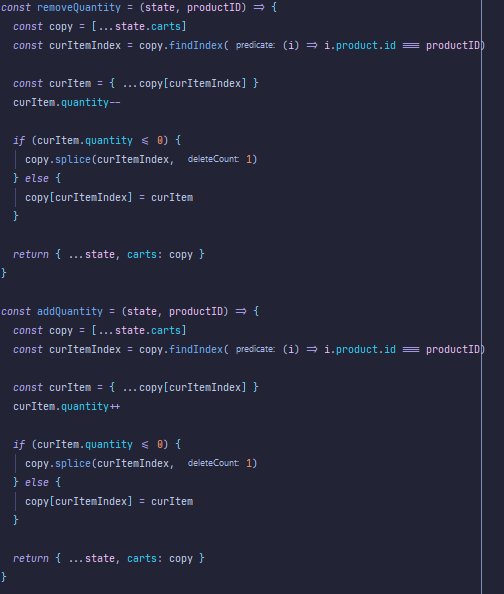 const removeQuantity = (state, productID) => {
const copy = [...state.carts]
const curItemIndex = copy.findIndex( predicate: (i) => i.product.id === productID)
const curItem = { ...copy[curItemIndex] }
curItem.quantity--
if (curItem.quantity <= 0) {
copy.splice(curItemIndex, deleteCount: 1)
} else {
copy[curItemIndex] = curItem
}
return { ...state, carts: copy }
}
const addQuantity = (state, productID) => {
const copy = [...state.carts]
const curItemIndex = copy.findIndex( predicate: (i) => i.product.id === productID)
const curItem = { ...copy[curItemIndex] }
curItem.quantity++
if (curItem.quantity <= 0) {
copy.splice(curItemIndex, deleteCount: 1)
} else {
copy[curItemIndex] = curItem
}
return { ...state, carts: copy }
}